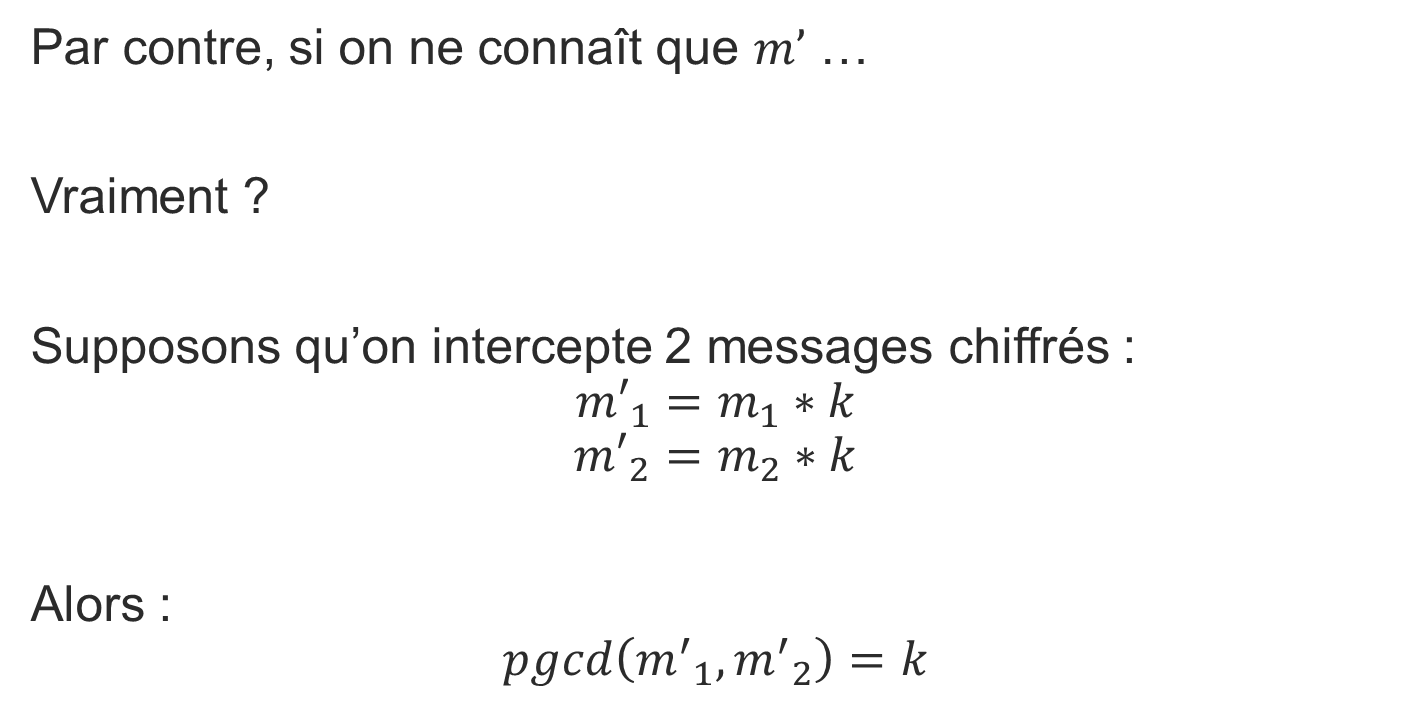 Par contre, si on ne connaît que m’ …
Vraiment ?
Supposons qu’on intercepte 2 messages chiffrés :
m′₁ = m₁ ∗ k
m′₂ = m₂ ∗ k
Alors :
pgcd(m′₁, m′₂) = k